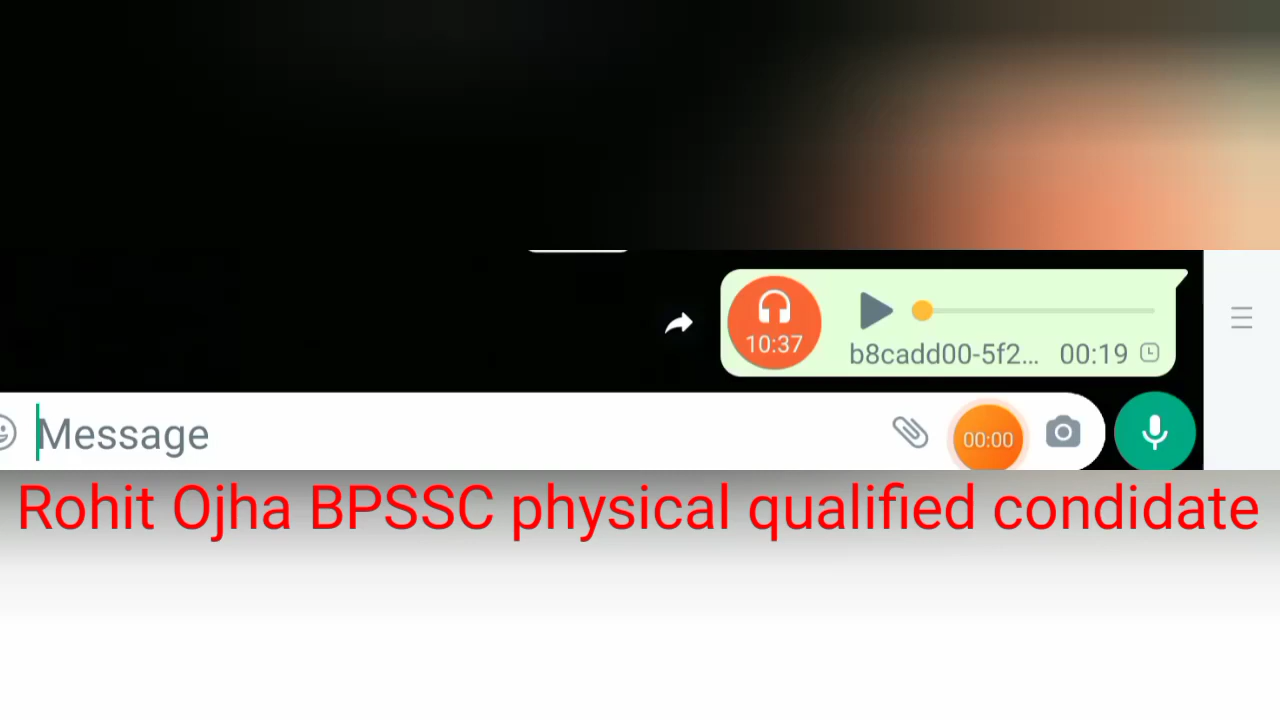 10:37
b8cadd00-5f2... 00:19
Message 00:00
Rohit Ojha BPSSC physical qualified condidate